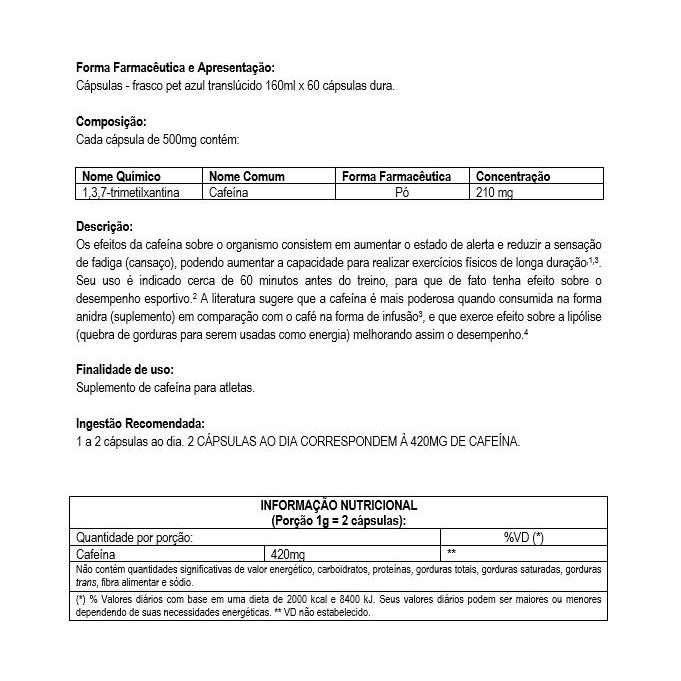 Forma Farmacêutica e Apresentação:
Cápsulas - frasco pet azul translúcido 160ml x 60 cápsulas dura.
Composição:
Cada cápsula de 500mg contém:
Nome Químico Nome Comum Forma Farmacêutica Concentração
1,3,7-trimetilxantina Cafeína Pó 210 mg
Descrição:
Os efeitos da cafeína sobre o organismo consistem em aumentar o estado de alerta e reduzir a sensação
de fadiga (cansaço), podendo aumentar a capacidade para realizar exercícios físicos de longa duração.¹,³.
Seu uso é indicado cerca de 60 minutos antes do treino, para que de fato tenha efeito sobre o
desempenho esportivo.² A literatura sugere que a cafeína é mais poderosa quando consumida na forma
anidra (suplemento) em comparação com o café na forma de infusão³, e que exerce efeito sobre a lipólise
(quebra de gorduras para serem usadas como energia) melhorando assim o desempenho.⁴
Finalidade de uso:
Suplemento de cafeína para atletas.
Ingestão Recomendada:
1 a 2 cápsulas ao dia. 2 CÁPSULAS AO DIA CORRESPONDEM À 420MG DE CAFEÍNA.
INFORMAÇÃO NUTRICIONAL
(Porção 1g = 2 cápsulas):
Quantidade por porção: %VD (*)
Cafeína 420mg **
Não contém quantidades significativas de valor energético, carboidratos, proteínas, gorduras totais, gorduras saturadas, gorduras
trans, fibra alimentar e sódio.
(*) % Valores diários com base em uma dieta de 2000 kcal e 8400 kJ. Seus valores diários podem ser maiores ou menores
dependendo de suas necessidades energéticas. ** VD não estabelecido.